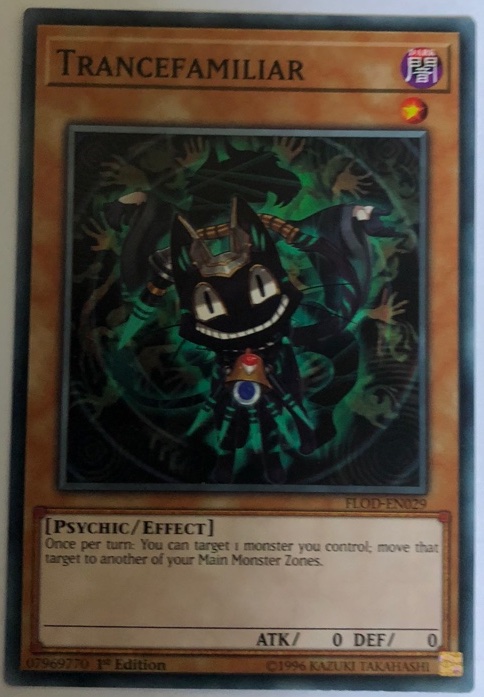 TRANCEFAMILIAR
DARK
闇
FLOD-EN029
[PSYCHIC/EFFECT]
Once per turn: You can target 1 monster you control; move that
target to another of your Main Monster Zones.
ATK/ 0 DEF/ 0
07969770 1st Edition ©1996 KAZUKI TAKAHASHI